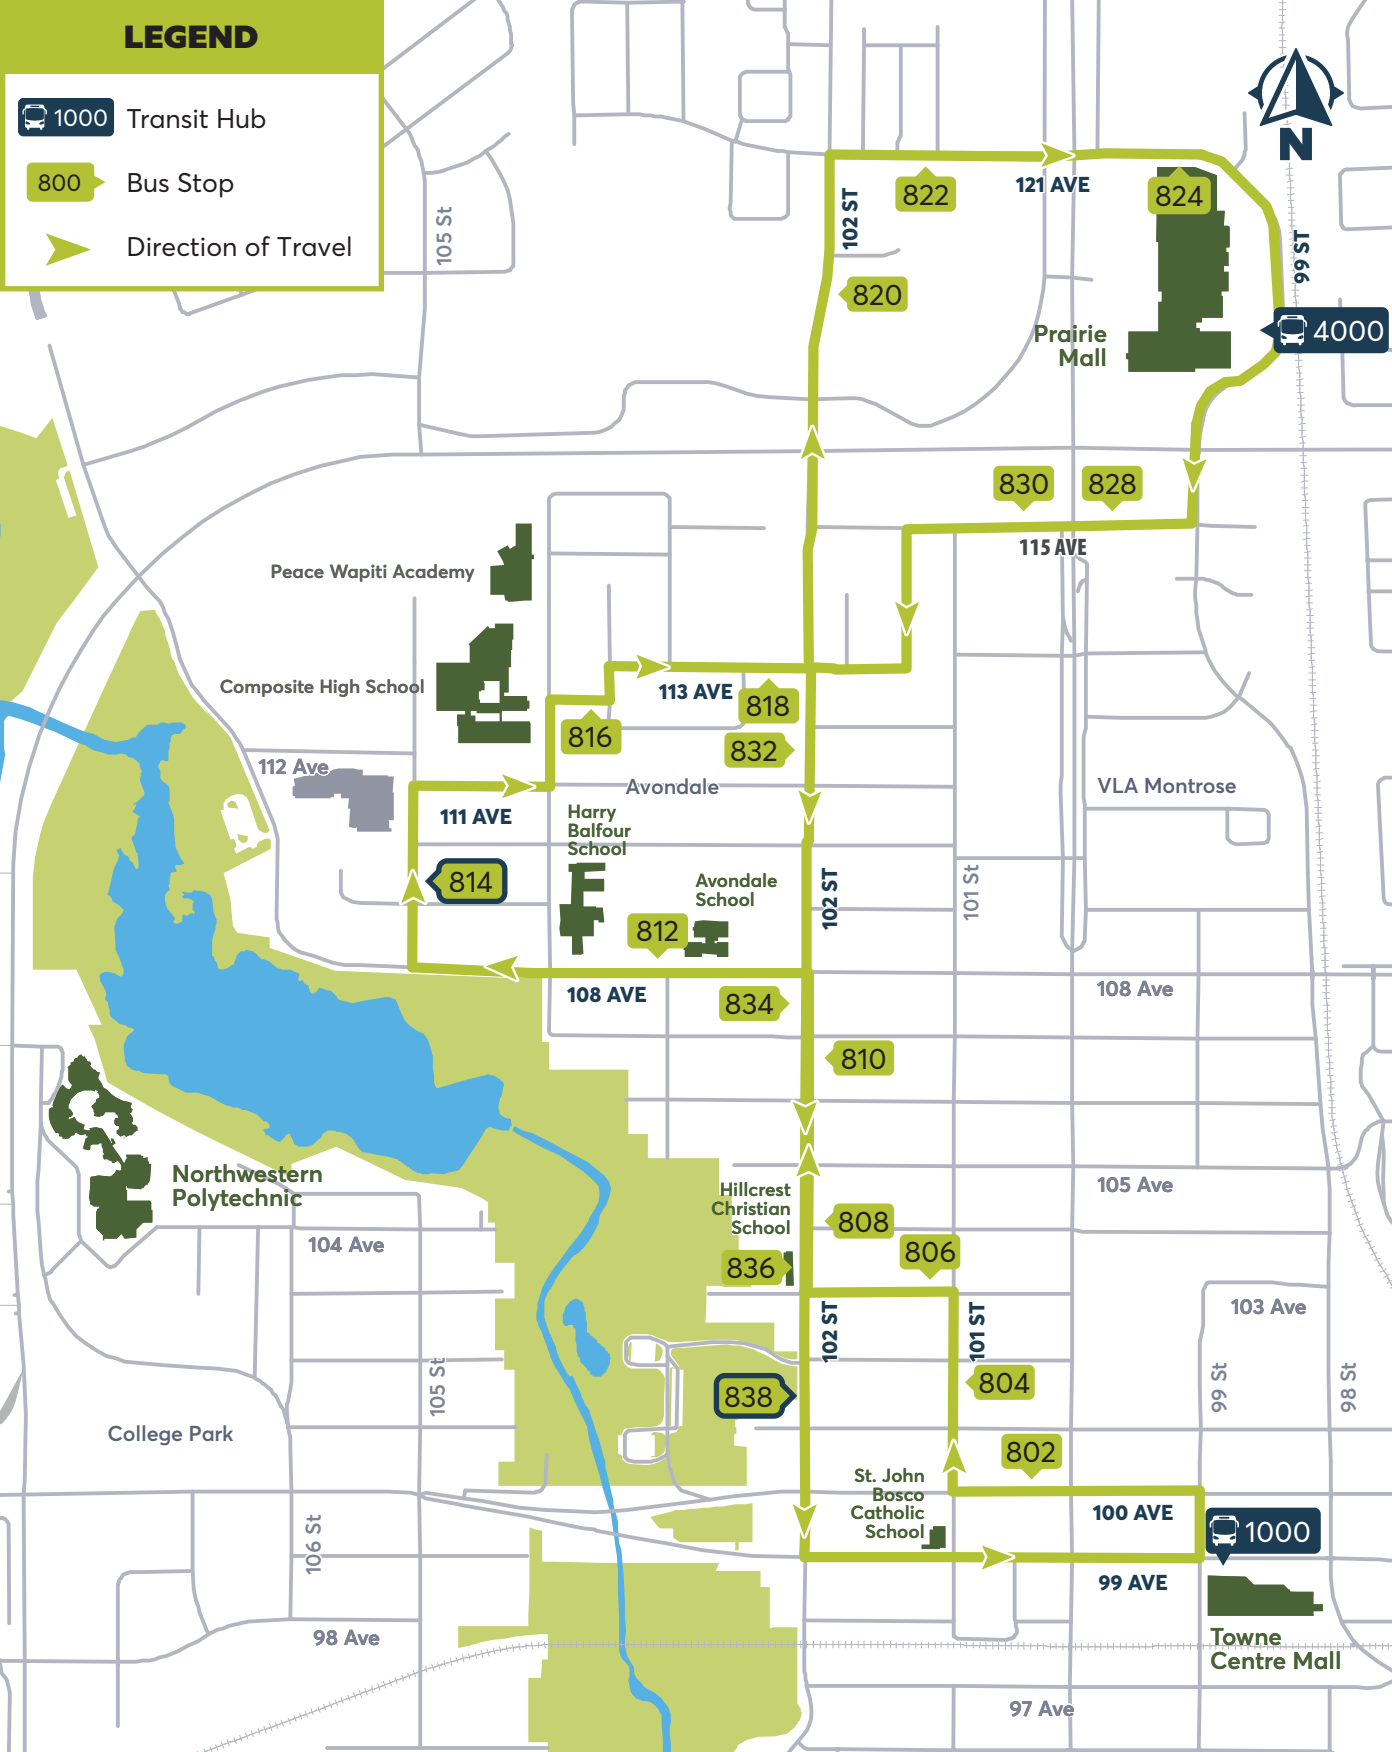 LEGEND
1000 Transit Hub
800 Bus Stop
Direction of Travel
N
105 St
102 ST
822
121 AVE
824
99 ST
820
4000
Prairie
Mall
830
828
115 AVE
Peace Wapiti Academy
Composite High School
113 AVE
818
816
832
112 Ave
Avondale
VLA Montrose
111 AVE
Harry
Balfour
School
814
Avondale
School
102 ST
101 St
812
108 AVE
834
108 Ave
810
Northwestern
Polytechnic
105 Ave
Hillcrest
Christian
School
808
806
836
104 Ave
103 Ave
102 ST
101 ST
105 St
804
99 St
98 St
838
College Park
802
St. John
Bosco
Catholic
School
100 AVE
1000
106 St
99 AVE
98 Ave
Towne
Centre Mall
97 Ave